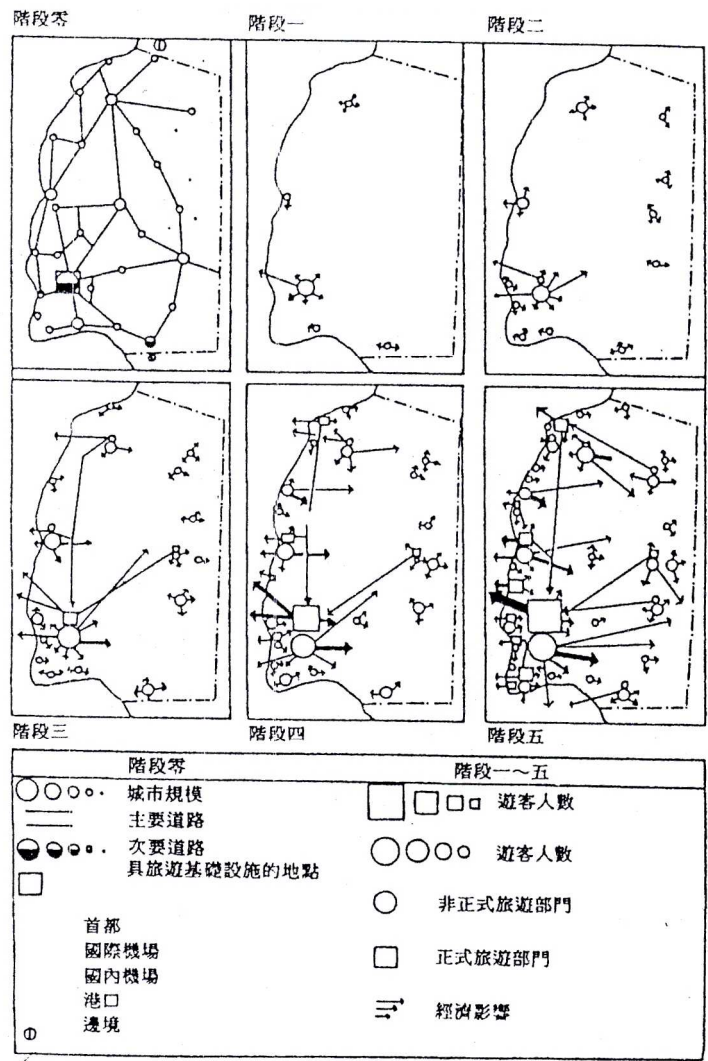 階段零
階段一
階段二
階段三
階段四
階段五
階段零
城市規模
主要道路
次要道路
具旅遊基礎設施的地點
首都
國際機場
國內機場
港口
邊境
階段一～五
遊客人數
遊客人數
非正式旅遊部門
正式旅遊部門
經濟影響